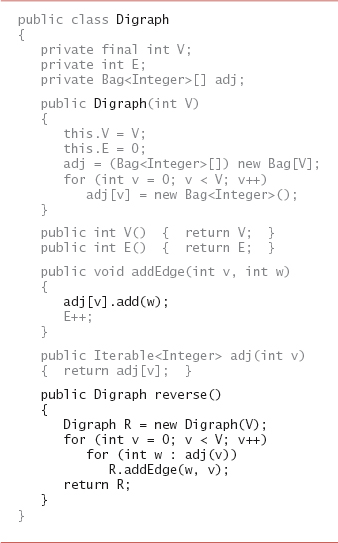 public class Digraph
{
   private final int V;
   private int E;
   private Bag<Integer>[] adj;
   public Digraph(int V)
   {
      this.V = V;
      this.E = 0;
      adj = (Bag<Integer>[]) new Bag[V];
      for (int v = 0; v < V; v++)
         adj[v] = new Bag<Integer>();
   }
   public int V()  {  return V;  }
   public int E()  {  return E;  }
   public void addEdge(int v, int w)
   {
      adj[v].add(w);
      E++;
   }
   public Iterable<Integer> adj(int v)
   {  return adj[v];  }
   public Digraph reverse()
   {
      Digraph R = new Digraph(V);
      for (int v = 0; v < V; v++)
         for (int w : adj(v))
            R.addEdge(w, v);
      return R;
   }
}